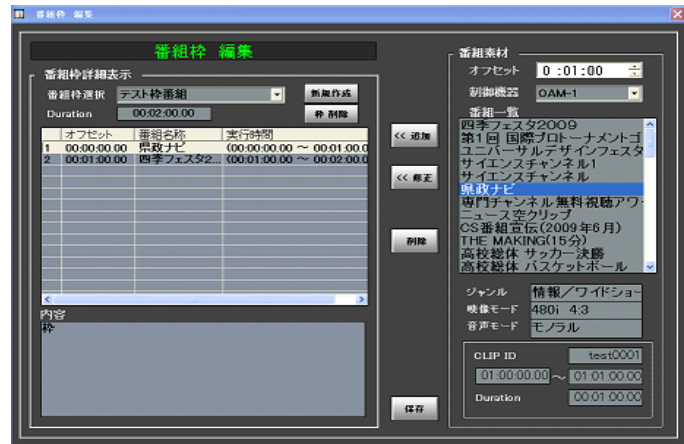 番組枠 編集
番組枠 編集
番組枠詳細表示
番組枠選択 テスト枠番組 新規作成
Duration 00:02:00.00 枠 削除
オフセット 番組名称 実行時間
1 00:00:00.00 県政ナビ (00:00:00.00 ～ 00:01:00.0
2 00:01:00.00 四季フェスタ2... (00:01:00.00 ～ 00:02:00.0
内容
枠
<< 追加
<< 修正
削除
保存
番組素材
オフセット 0 :01:00
制御機器 OAM-1
番組一覧
四季フェスタ2009
第1回 国際プロトーナメントゴ
ユニバーサルデザインフェスタ
サイエンスチャンネル1
サイエンスチャンネル
県政ナビ
専門チャンネル無料視聴アワー
ニュース空クリップ
CS番組宣伝(2009年6月)
THE MAKING(15分)
高校総体 サッカー決勝
高校総体 バスケットボール
ジャンル 情報／ワイドショー
映像モード 480i 4:3
音声モード モノラル
CLIP ID test0001
01:00:00.00 ～ 01:01:00.00
Duration 00:01:00.00